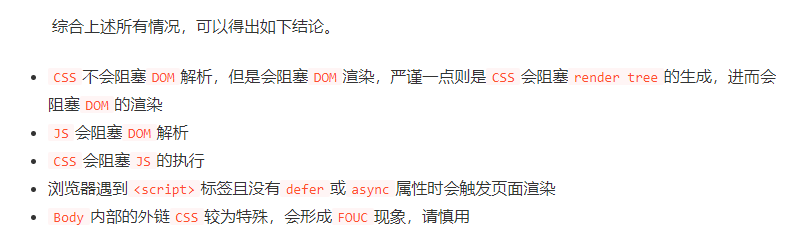 综合上述所有情况，可以得出如下结论。
CSS 不会阻塞 DOM 解析，但是会阻塞 DOM 渲染，严谨一点则是 CSS 会阻塞 render tree 的生成，进而会
阻塞 DOM 的渲染
JS 会阻塞 DOM 解析
CSS 会阻塞 JS 的执行
浏览器遇到 <script> 标签且没有 defer 或 async 属性时会触发页面渲染
Body 内部的外链 CSS 较为特殊，会形成 FOUC 现象，请慎用